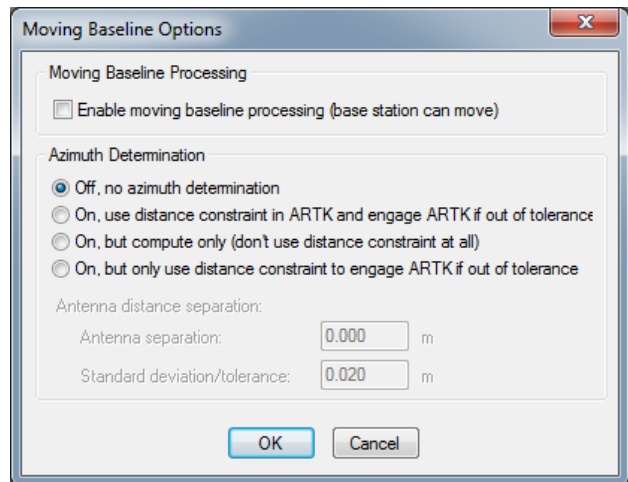 Moving Baseline Options
Moving Baseline Processing
Enable moving baseline processing (base station can move)
Azimuth Determination
Off, no azimuth determination
On, use distance constraint in ARTK and engage ARTK if out of tolerance
On, but compute only (don't use distance constraint at all)
On, but only use distance constraint to engage ARTK if out of tolerance
Antenna distance separation:
Antenna separation: 0.000 m
Standard deviation/tolerance: 0.020 m
OK Cancel